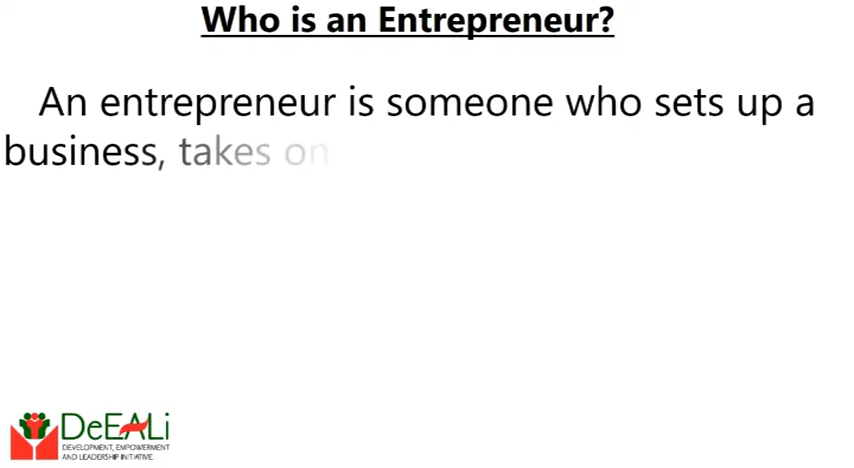 Who is an Entrepreneur?
An entrepreneur is someone who sets up a
business, takes on
DeEALi
DEVELOPMENT, EMPOWERMENT
AND LEADERSHIP INITIATIVE